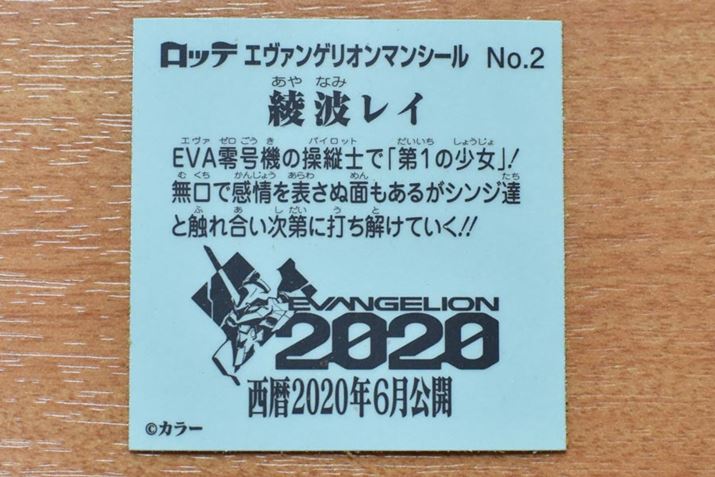 ロッテ エヴァンゲリオンマンシール No.2
あや なみ
綾波レイ
エヴァ ゼロ ごう き パイロット だいいち しょうじょ
EVA零号機の操縦士で「第1の少女」!
む くち かんじょう あらわ めん たち
無口で感情を表さぬ面もあるがシンジ達
ふ あ し だい う と
と触れ合い次第に打ち解けていく!!
EVANGELION
2020
西暦2020年6月公開
©カラー